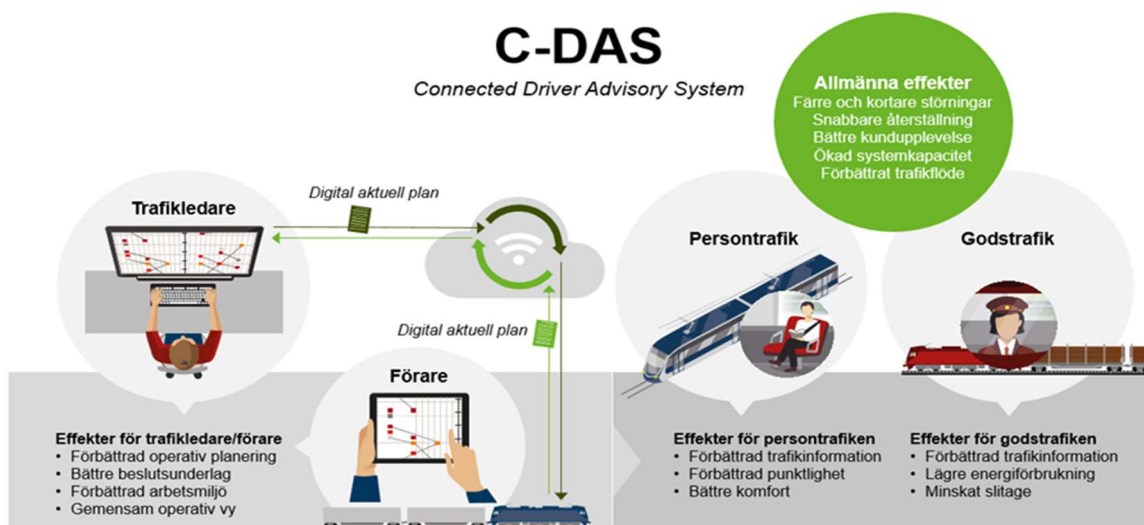 C-DAS
Connected Driver Advisory System
Allmänna effekter
Färre och kortare störningar
Snabbare återställning
Bättre kundupplevelse
Ökad systemkapacitet
Förbättrat trafikflöde
Trafikledare
Digital aktuell plan
Persontrafik
Godstrafik
Digital aktuell plan
Förare
Effekter för trafikledare/förare
• Förbättrad operativ planering
• Bättre beslutsunderlag
• Förbättrad arbetsmiljö
• Gemensam operativ vy
Effekter för persontrafiken
• Förbättrad trafikinformation
• Förbättrad punktlighet
• Bättre komfort
Effekter för godstrafiken
• Förbättrad trafikinformation
• Lägre energiförbrukning
• Minskat slitage